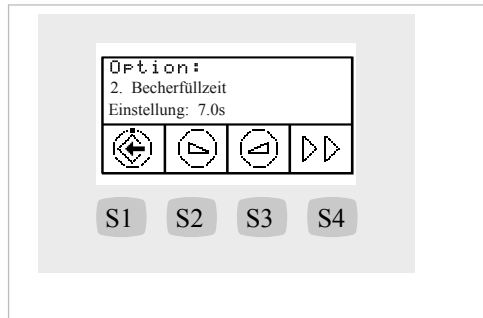 Option:
2. Becherfüllzeit
Einstellung: 7.0s
S1 S2 S3 S4